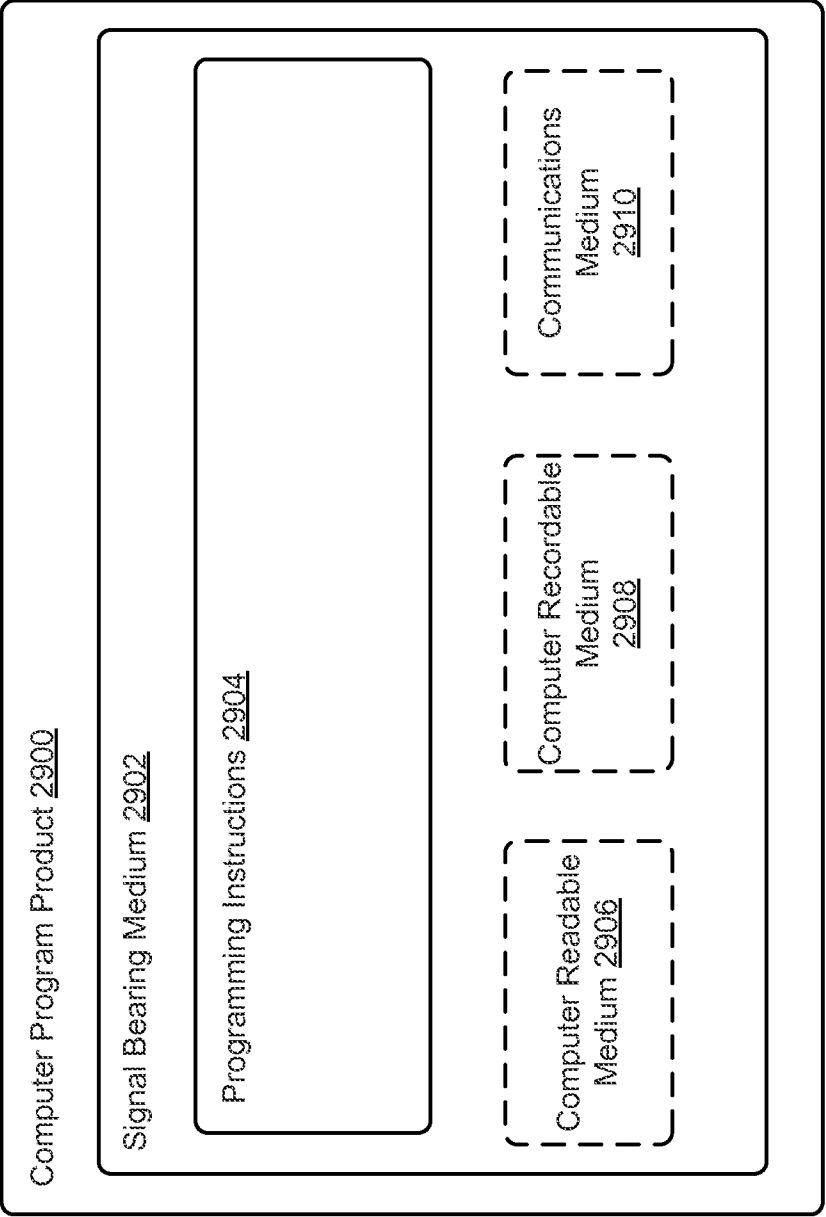 Computer Program Product 2900
Signal Bearing Medium 2902
Programming Instructions 2904
Computer Readable
Medium 2906
Computer Recordable
Medium
2908
Communications
Medium
2910